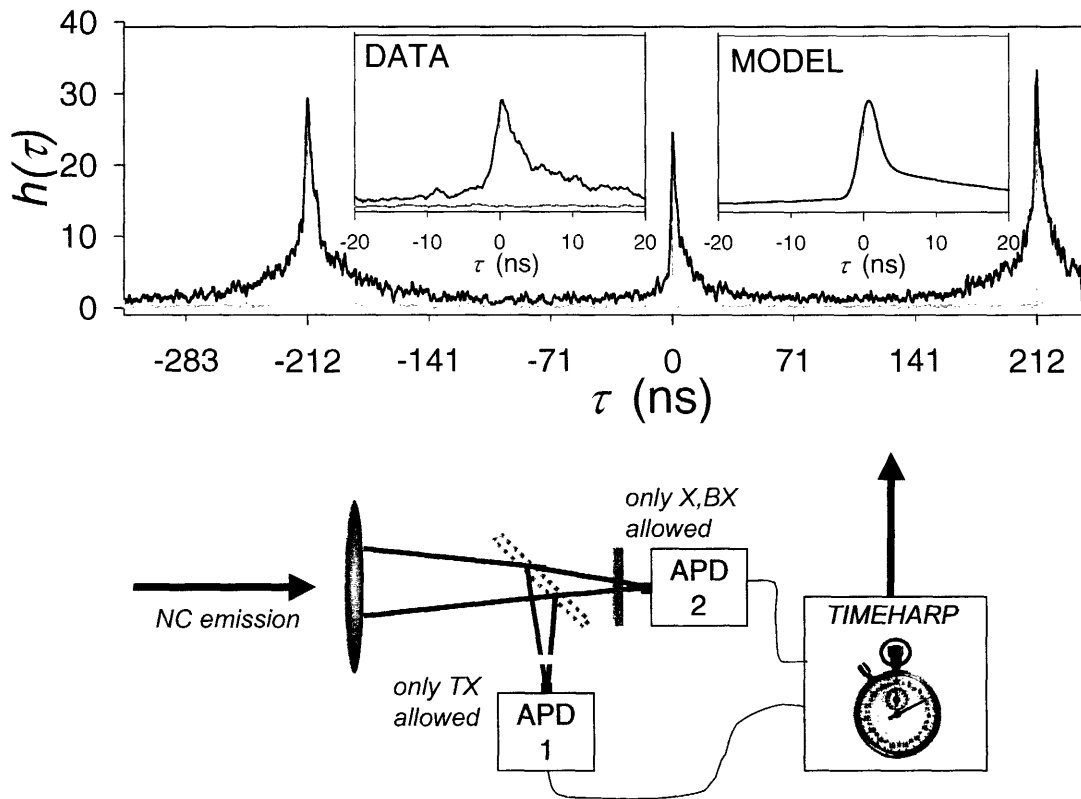 40
30
20
10
0
h(τ)
DATA
-20 -10 0 10 20
τ (ns)
MODEL
-20 -10 0 10 20
τ (ns)
-283 -212 -141 -71 0 71 141 212
τ (ns)
only X,BX
allowed
APD
2
NC emission
TIMEHARP
only TX
allowed
APD
1